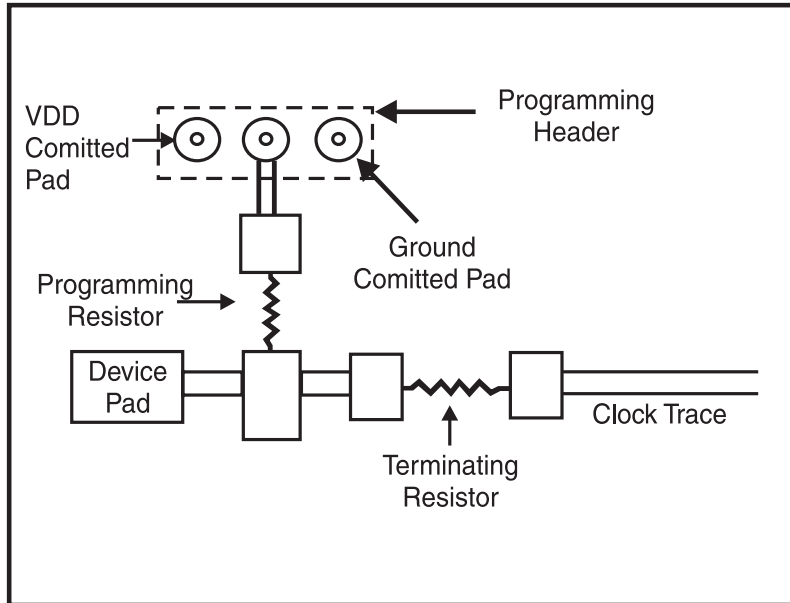 VDD
Comitted
Pad
Programming
Header
Ground
Comitted Pad
Programming
Resistor
Device
Pad
Clock Trace
Terminating
Resistor